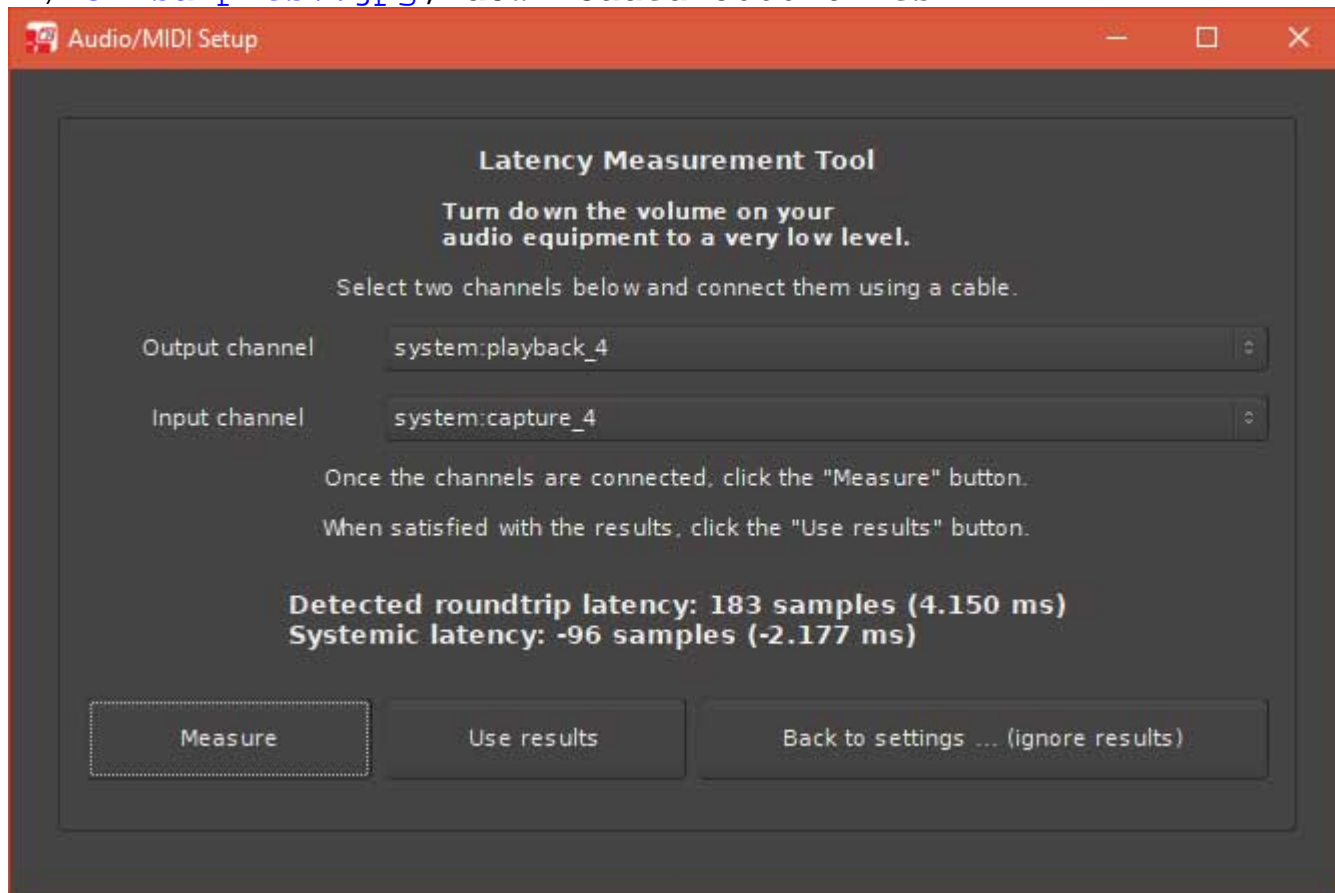 Audio/MIDI Setup
Latency Measurement Tool
Turn down the volume on your
audio equipment to a very low level.
Select two channels below and connect them using a cable.
Output channel system:playback_4
Input channel system:capture_4
Once the channels are connected, click the "Measure" button.
When satisfied with the results, click the "Use results" button.
Detected roundtrip latency: 183 samples (4.150 ms)
Systemic latency: -96 samples (-2.177 ms)
Measure Use results Back to settings ... (ignore results)